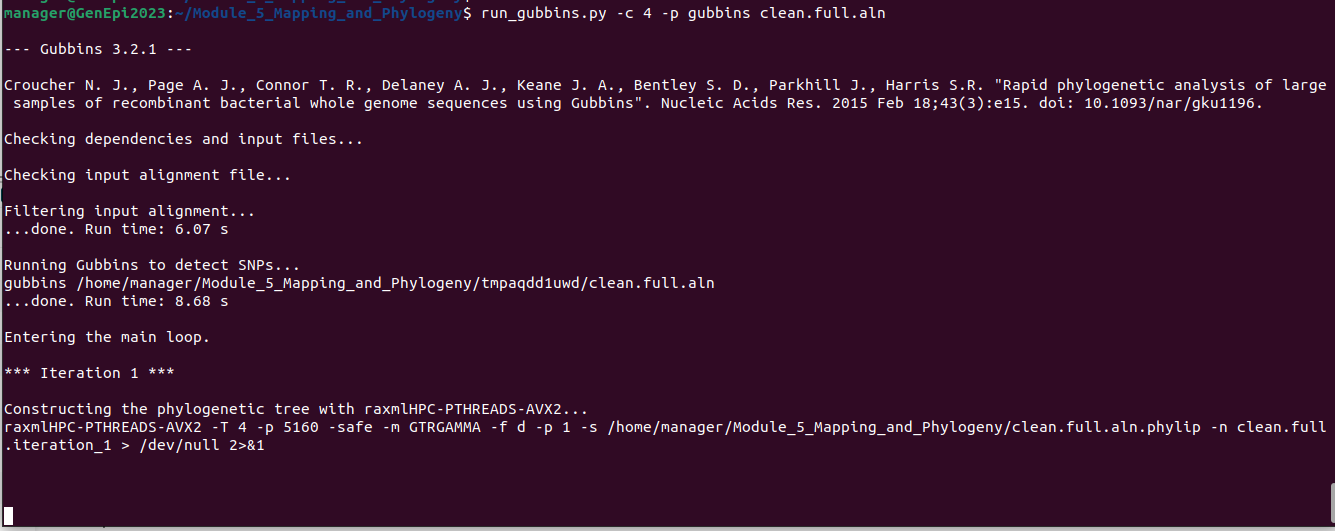 manager@GenEpi2023:~/Module_5_Mapping_and_Phylogeny$ run_gubbins.py -c 4 -p gubbins clean.full.aln
--- Gubbins 3.2.1 ---
Croucher N. J., Page A. J., Connor T. R., Delaney A. J., Keane J. A., Bentley S. D., Parkhill J., Harris S.R. "Rapid phylogenetic analysis of large
samples of recombinant bacterial whole genome sequences using Gubbins". Nucleic Acids Res. 2015 Feb 18;43(3):e15. doi: 10.1093/nar/gku1196.
Checking dependencies and input files...
Checking input alignment file...
Filtering input alignment...
...done. Run time: 6.07 s
Running Gubbins to detect SNPs...
gubbins /home/manager/Module_5_Mapping_and_Phylogeny/tmpaqdd1uwd/clean.full.aln
...done. Run time: 8.68 s
Entering the main loop.
*** Iteration 1 ***
Constructing the phylogenetic tree with raxmlHPC-PTHREADS-AVX2...
raxmlHPC-PTHREADS-AVX2 -T 4 -p 5160 -safe -m GTRGAMMA -f d -p 1 -s /home/manager/Module_5_Mapping_and_Phylogeny/clean.full.aln.phylip -n clean.full
.iteration_1 > /dev/null 2>&1